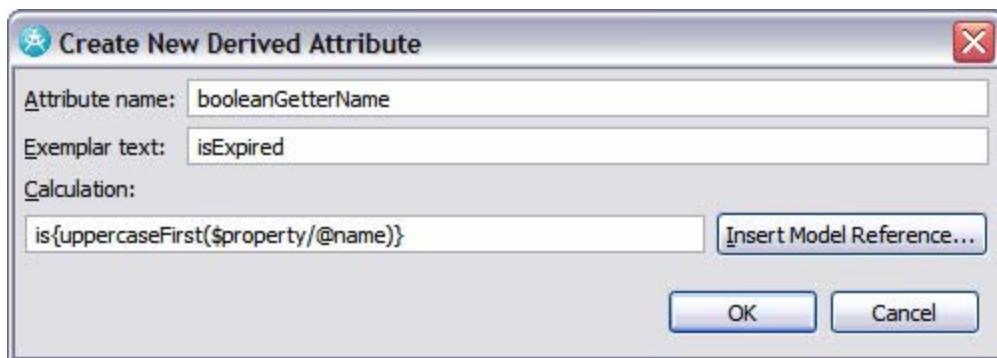 Create New Derived Attribute
Attribute name: booleanGetterName
Exemplar text: isExpired
Calculation:
is{uppercaseFirst($property/@name)} Insert Model Reference...
OK Cancel